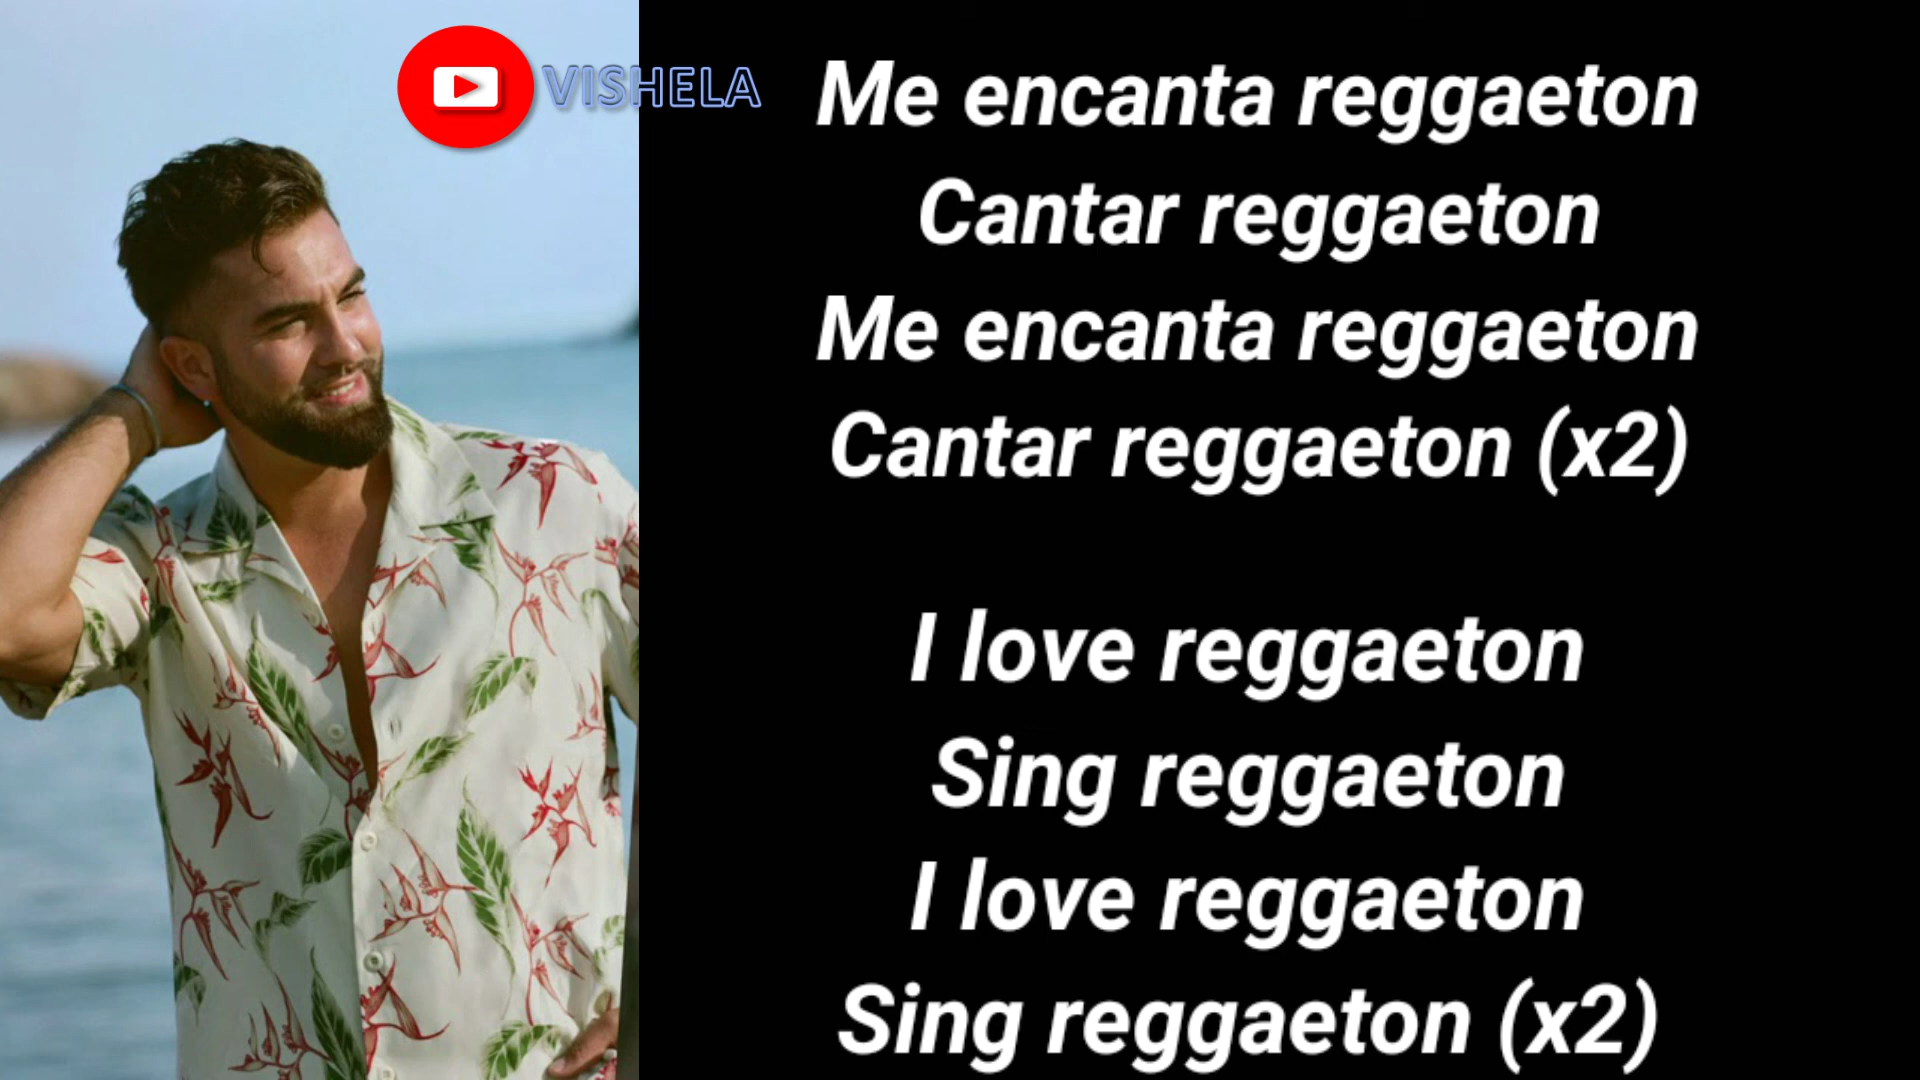 VISHELA
Me encanta reggaeton
Cantar reggaeton
Me encanta reggaeton
Cantar reggaeton (x2)
I love reggaeton
Sing reggaeton
I love reggaeton
Sing reggaeton (x2)